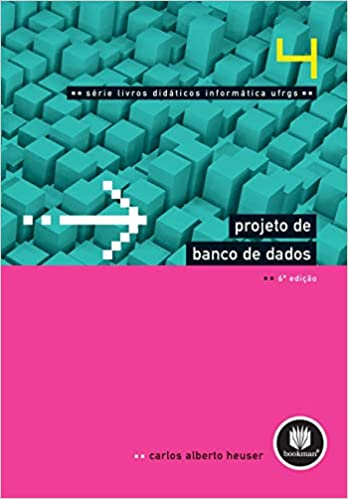 4
série livros didáticos informática ufrgs
projeto de
banco de dados
6ª edição
carlos alberto heuser
bookman®